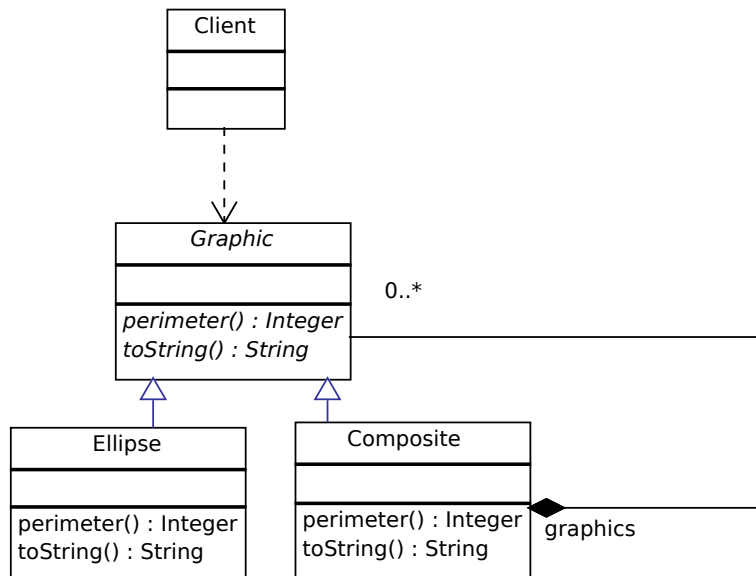 Client
Graphic
0..*
perimeter() : Integer
toString() : String
Ellipse
perimeter() : Integer
toString() : String
Composite
perimeter() : Integer
toString() : String
graphics